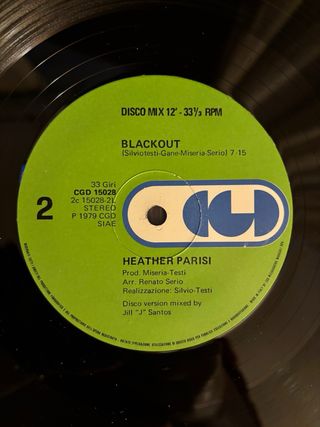 DISCO MIX 12' - 33⅓ RPM
BLACKOUT
(Silviotesti-Gane-Miseria-Serio) 7-15
33 Giri
CGD 15028
2c 15028-2L
STEREO
P 1979 CGD
SIAE
2
CGD
HEATHER PARISI
Prod. Miseria-Testi
Arr: Renato Serio
Realizzazione: Silvio-Testi
Disco version mixed by
Jill "J" Santos